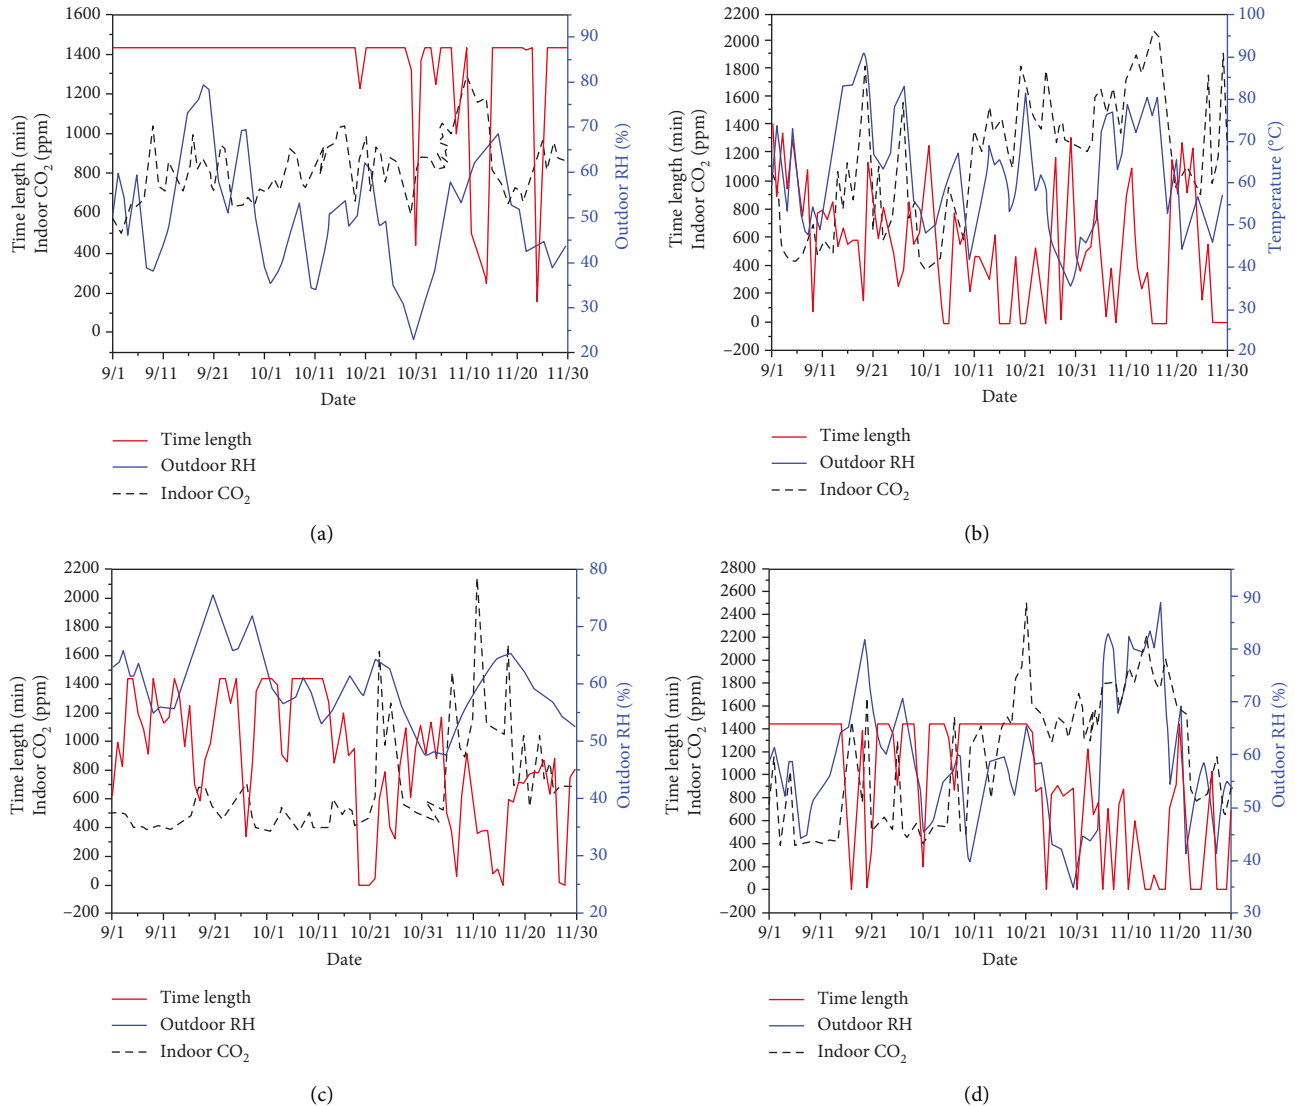 1600
1400
1200
1000
800
600
400
200
0
Time length (min)
Indoor CO2 (ppm)
90
80
70
60
50
40
30
20
Outdoor RH (%)
9/1 9/11 9/21 10/1 10/11 10/21 10/31 11/10 11/20 11/30
Date
Time length
Outdoor RH
Indoor CO2
(a)
2200
2000
1800
1600
1400
1200
1000
800
600
400
200
0
−200
Time length (min)
Indoor CO2 (ppm)
100
90
80
70
60
50
40
30
20
Temperature (°C)
9/1 9/11 9/21 10/1 10/11 10/21 10/31 11/10 11/20 11/30
Date
Time length
Outdoor RH
Indoor CO2
(b)
2200
2000
1800
1600
1400
1200
1000
800
600
400
200
0
−200
Time length (min)
Indoor CO2 (ppm)
80
70
60
50
40
30
20
Outdoor RH (%)
9/1 9/11 9/21 10/1 10/11 10/21 10/31 11/10 11/20 11/30
Date
Time length
Outdoor RH
Indoor CO2
(c)
2800
2600
2400
2200
2000
1800
1600
1400
1200
1000
800
600
400
200
0
−200
Time length (min)
Indoor CO2 (ppm)
90
80
70
60
50
40
30
Outdoor RH (%)
9/1 9/11 9/21 10/1 10/11 10/21 10/31 11/10 11/20 11/30
Date
Time length
Outdoor RH
Indoor CO2
(d)